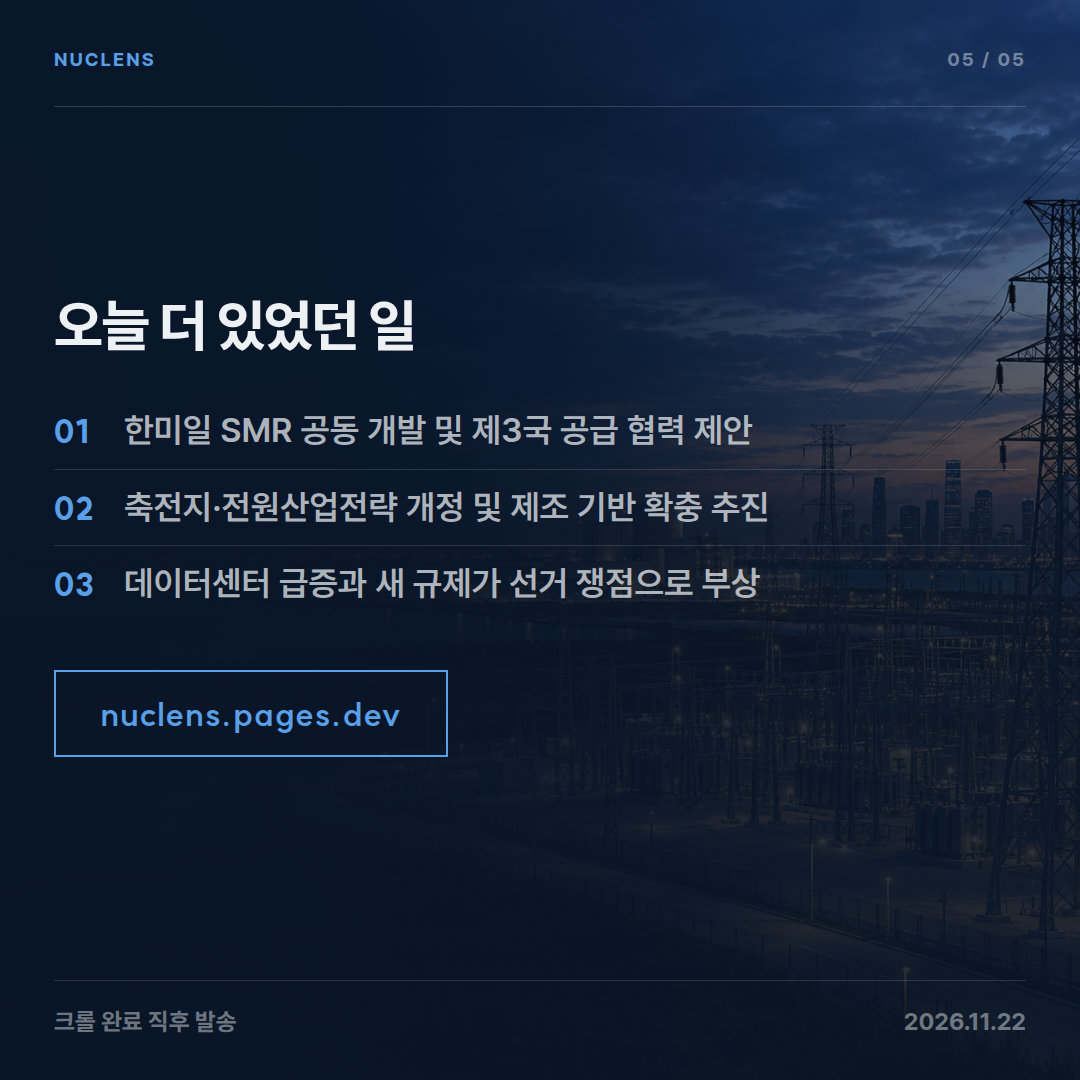 NUCLENS
05 / 05
오늘 더 있었던 일
01 한미일 SMR 공동 개발 및 제3국 공급 협력 제안
02 축전지·전원산업전략 개정 및 제조 기반 확충 추진
03 데이터센터 급증과 새 규제가 선거 쟁점으로 부상
nuclens.pages.dev
크롤 완료 직후 발송
2026.11.22